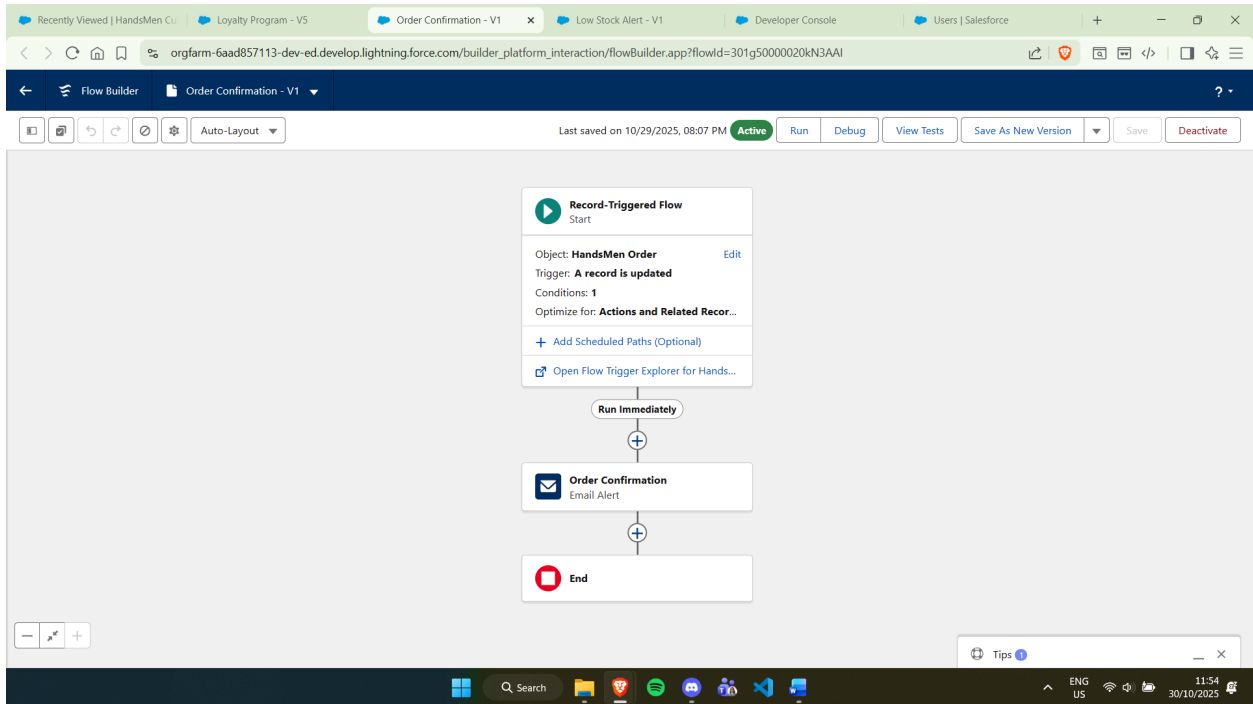 Recently Viewed | HandsMen Cu
Loyalty Program - V5
Order Confirmation - V1
Low Stock Alert - V1
Developer Console
Users | Salesforce
orgfarm-6aad857113-dev-ed.develop.lightning.force.com/builder_platform_interaction/flowBuilder.app?flowId=301g50000020kN3AAI
Flow Builder
Order Confirmation - V1
?
Auto-Layout
Last saved on 10/29/2025, 08:07 PM
Active
Run
Debug
View Tests
Save As New Version
Save
Deactivate
Record-Triggered Flow
Start
Object: HandsMen Order
Edit
Trigger: A record is updated
Conditions: 1
Optimize for: Actions and Related Recor...
Add Scheduled Paths (Optional)
Open Flow Trigger Explorer for Hands...
Run Immediately
Order Confirmation
Email Alert
End
Tips 1
Search
ENG
US
11:54
30/10/2025